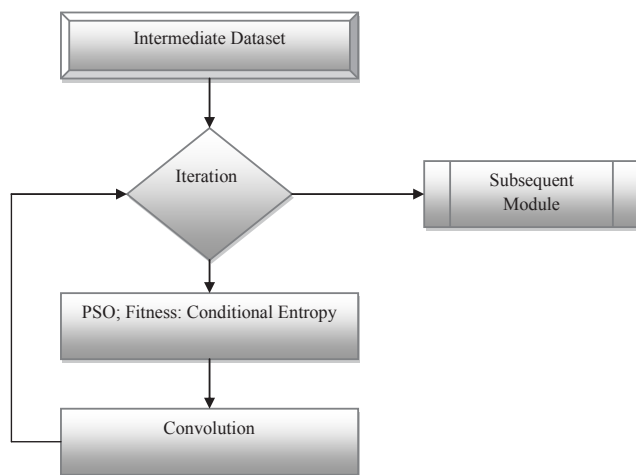 Intermediate Dataset
Iteration
Subsequent
Module
PSO; Fitness: Conditional Entropy
Convolution